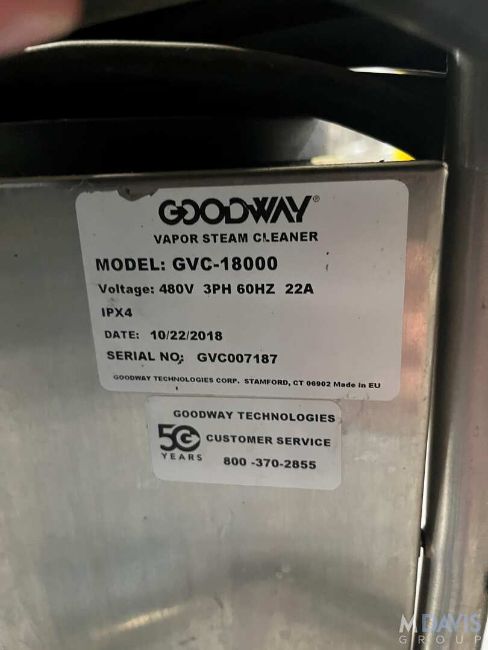 GOODWAY®
VAPOR STEAM CLEANER
MODEL: GVC-18000
Voltage: 480V 3PH 60HZ 22A
IPX4
DATE: 10/22/2018
SERIAL NO: GVC007187
GOODWAY TECHNOLOGIES CORP. STAMFORD, CT 06902 Made in EU
GOODWAY TECHNOLOGIES
50 YEARS
CUSTOMER SERVICE
800 -370-2855
M DAVIS
GROUP